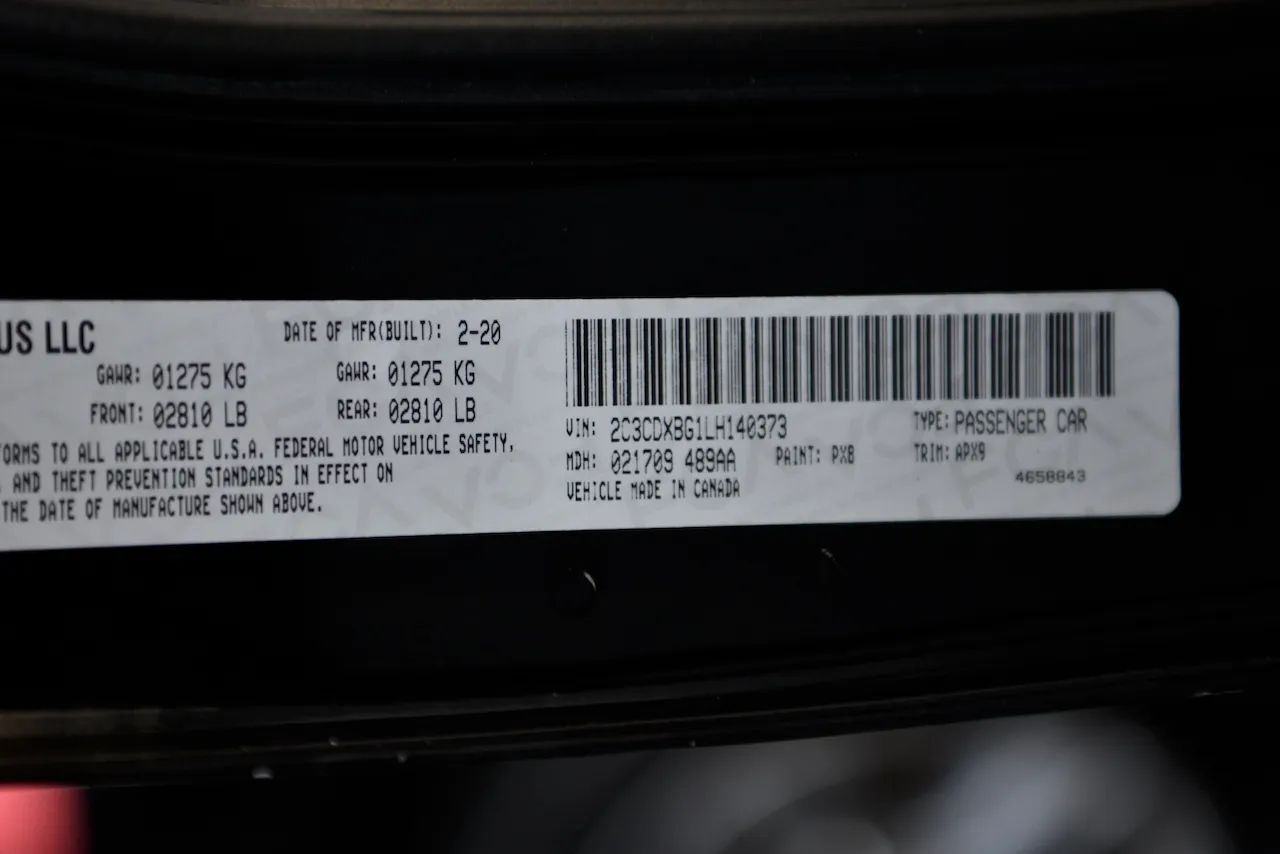 US LLC
DATE OF MFR(BUILT): 2-20
GAWR: 01275 KG GAWR: 01275 KG
FRONT: 02810 LB REAR: 02810 LB
ORMS TO ALL APPLICABLE U.S.A. FEDERAL MOTOR VEHICLE SAFETY,
, AND THEFT PREVENTION STANDARDS IN EFFECT ON
THE DATE OF MANUFACTURE SHOWN ABOVE.
VIN: 2C3CDXBG1LH140373 TYPE: PASSENGER CAR
MDH: 021709 489AA PAINT: PX8 TRIM: APX9
VEHICLE MADE IN CANADA
4658843